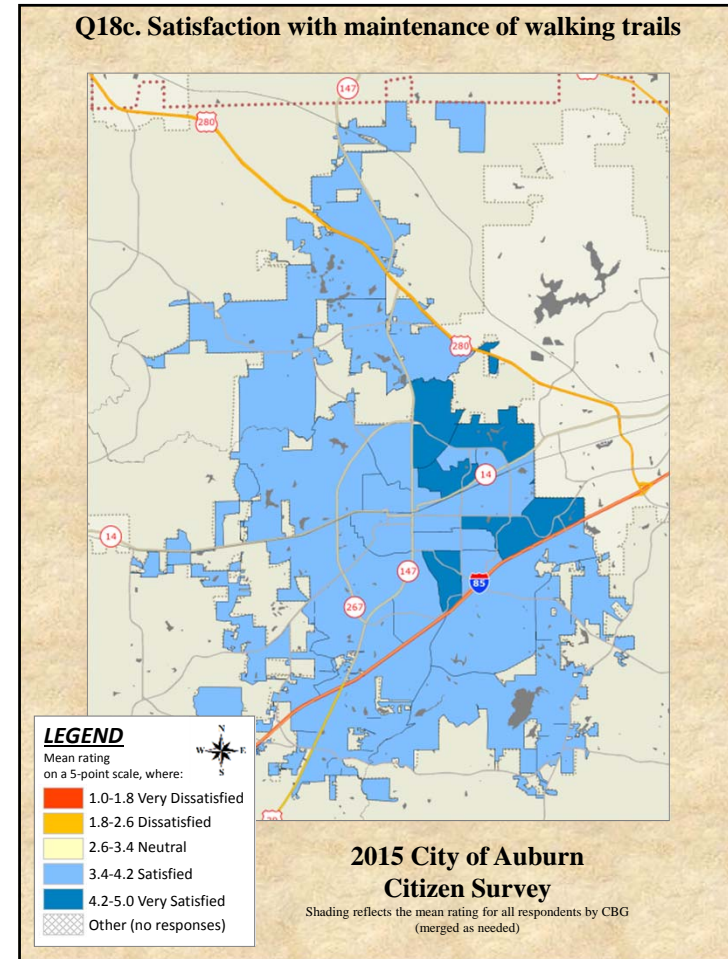 Q18c. Satisfaction with maintenance of walking trails
147
280
280
14
14
147
85
267
LEGEND
Mean rating
on a 5-point scale, where:
N
W
E
S
1.0-1.8 Very Dissatisfied
1.8-2.6 Dissatisfied
2.6-3.4 Neutral
3.4-4.2 Satisfied
4.2-5.0 Very Satisfied
Other (no responses)
2015 City of Auburn
Citizen Survey
Shading reflects the mean rating for all respondents by CBG
(merged as needed)